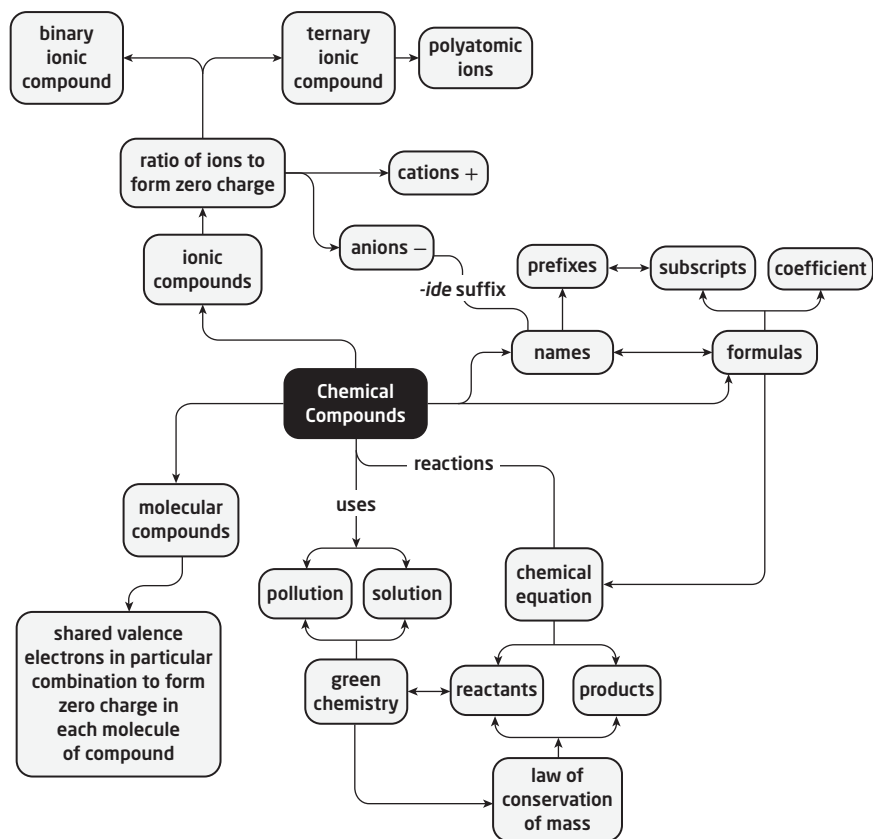 binary
ionic
compound
ternary
ionic
compound
polyatomic
ions
ratio of ions to
form zero charge
cations +
anions −
ionic
compounds
-ide suffix
prefixes
subscripts
coefficient
names
formulas
Chemical
Compounds
reactions
uses
molecular
compounds
pollution
solution
chemical
equation
shared valence
electrons in particular
combination to form
zero charge in
each molecule
of compound
green
chemistry
reactants
products
law of
conservation
of mass